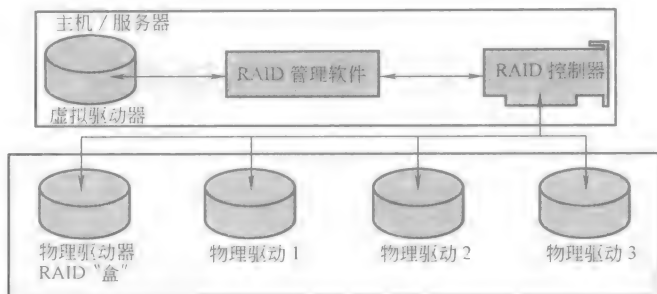 主机 / 服务器
RAID 管理软件
RAID 控制器
虚拟驱动器
物理驱动器
RAID “盒”
物理驱动 1
物理驱动 2
物理驱动 3